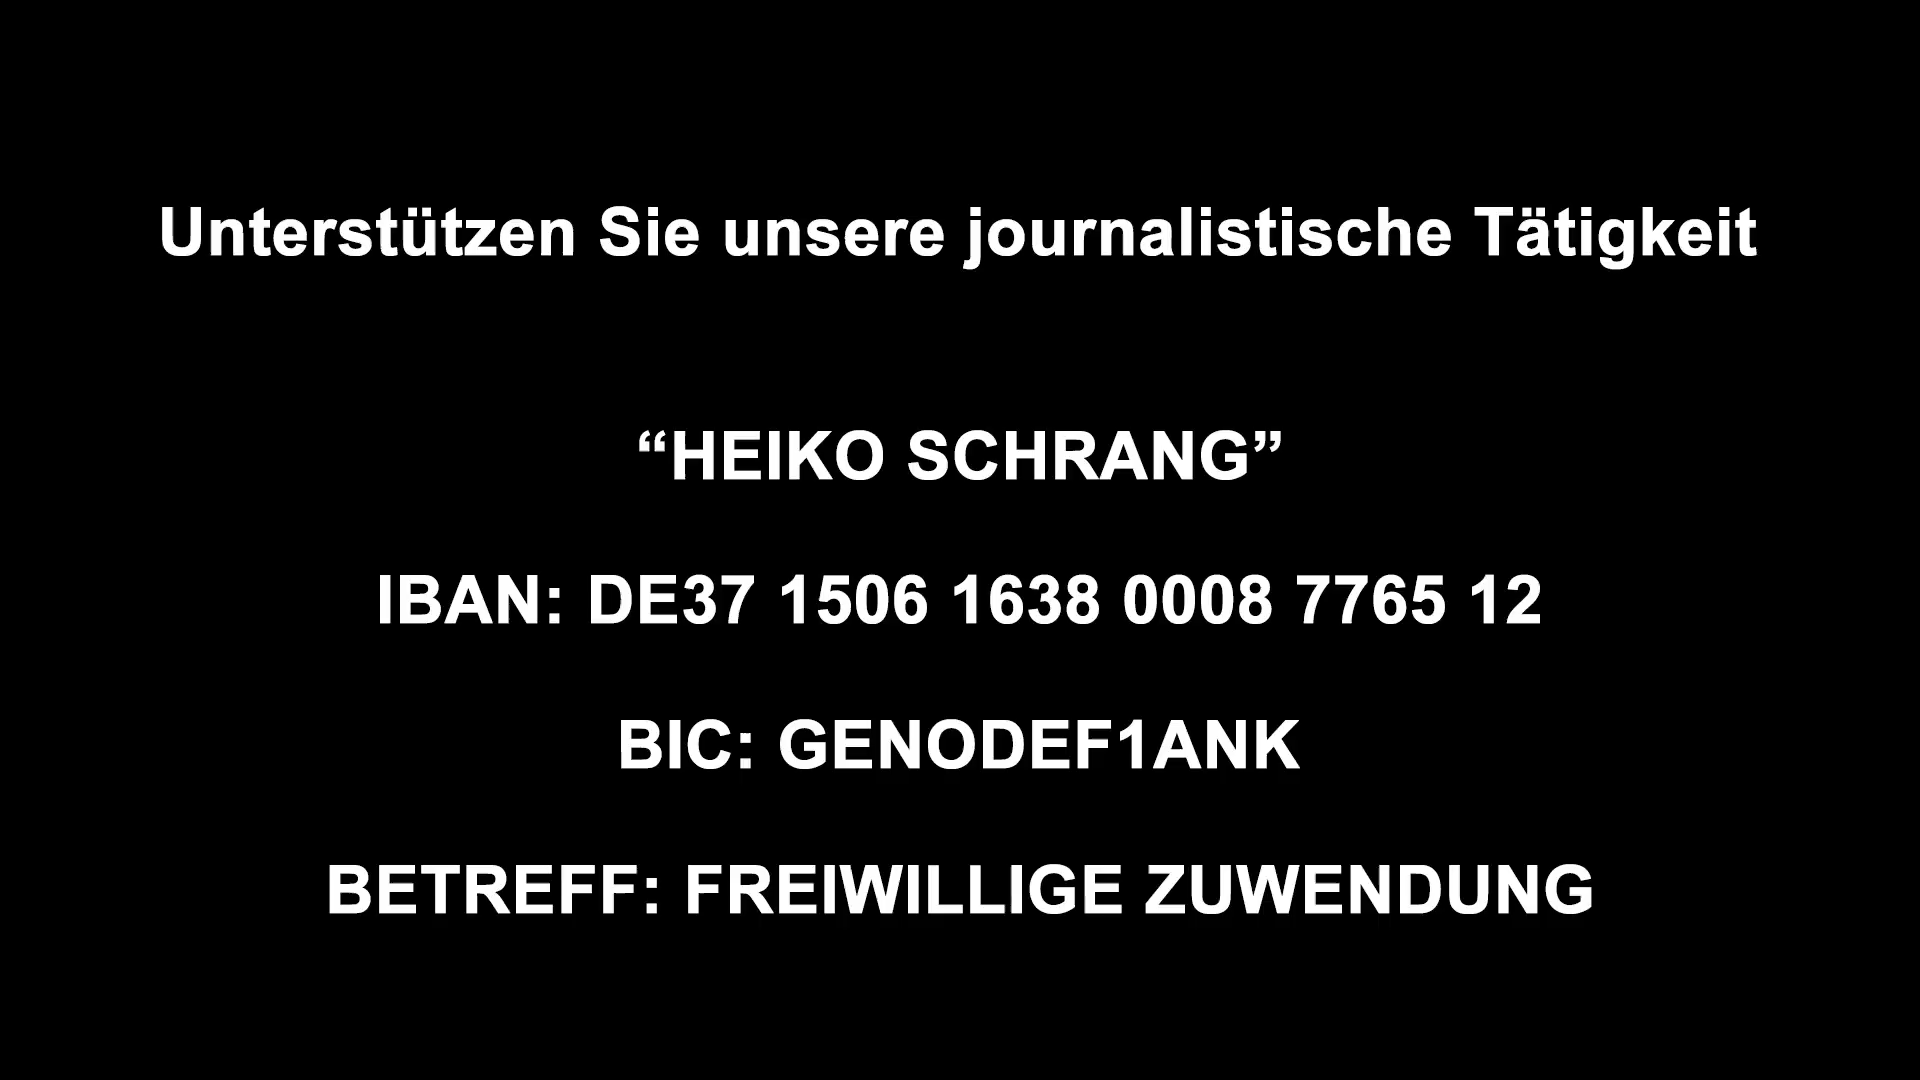 Unterstützen Sie unsere journalistische Tätigkeit
“HEIKO SCHRANG”
IBAN: DE37 1506 1638 0008 7765 12
BIC: GENODEF1ANK
BETREFF: FREIWILLIGE ZUWENDUNG